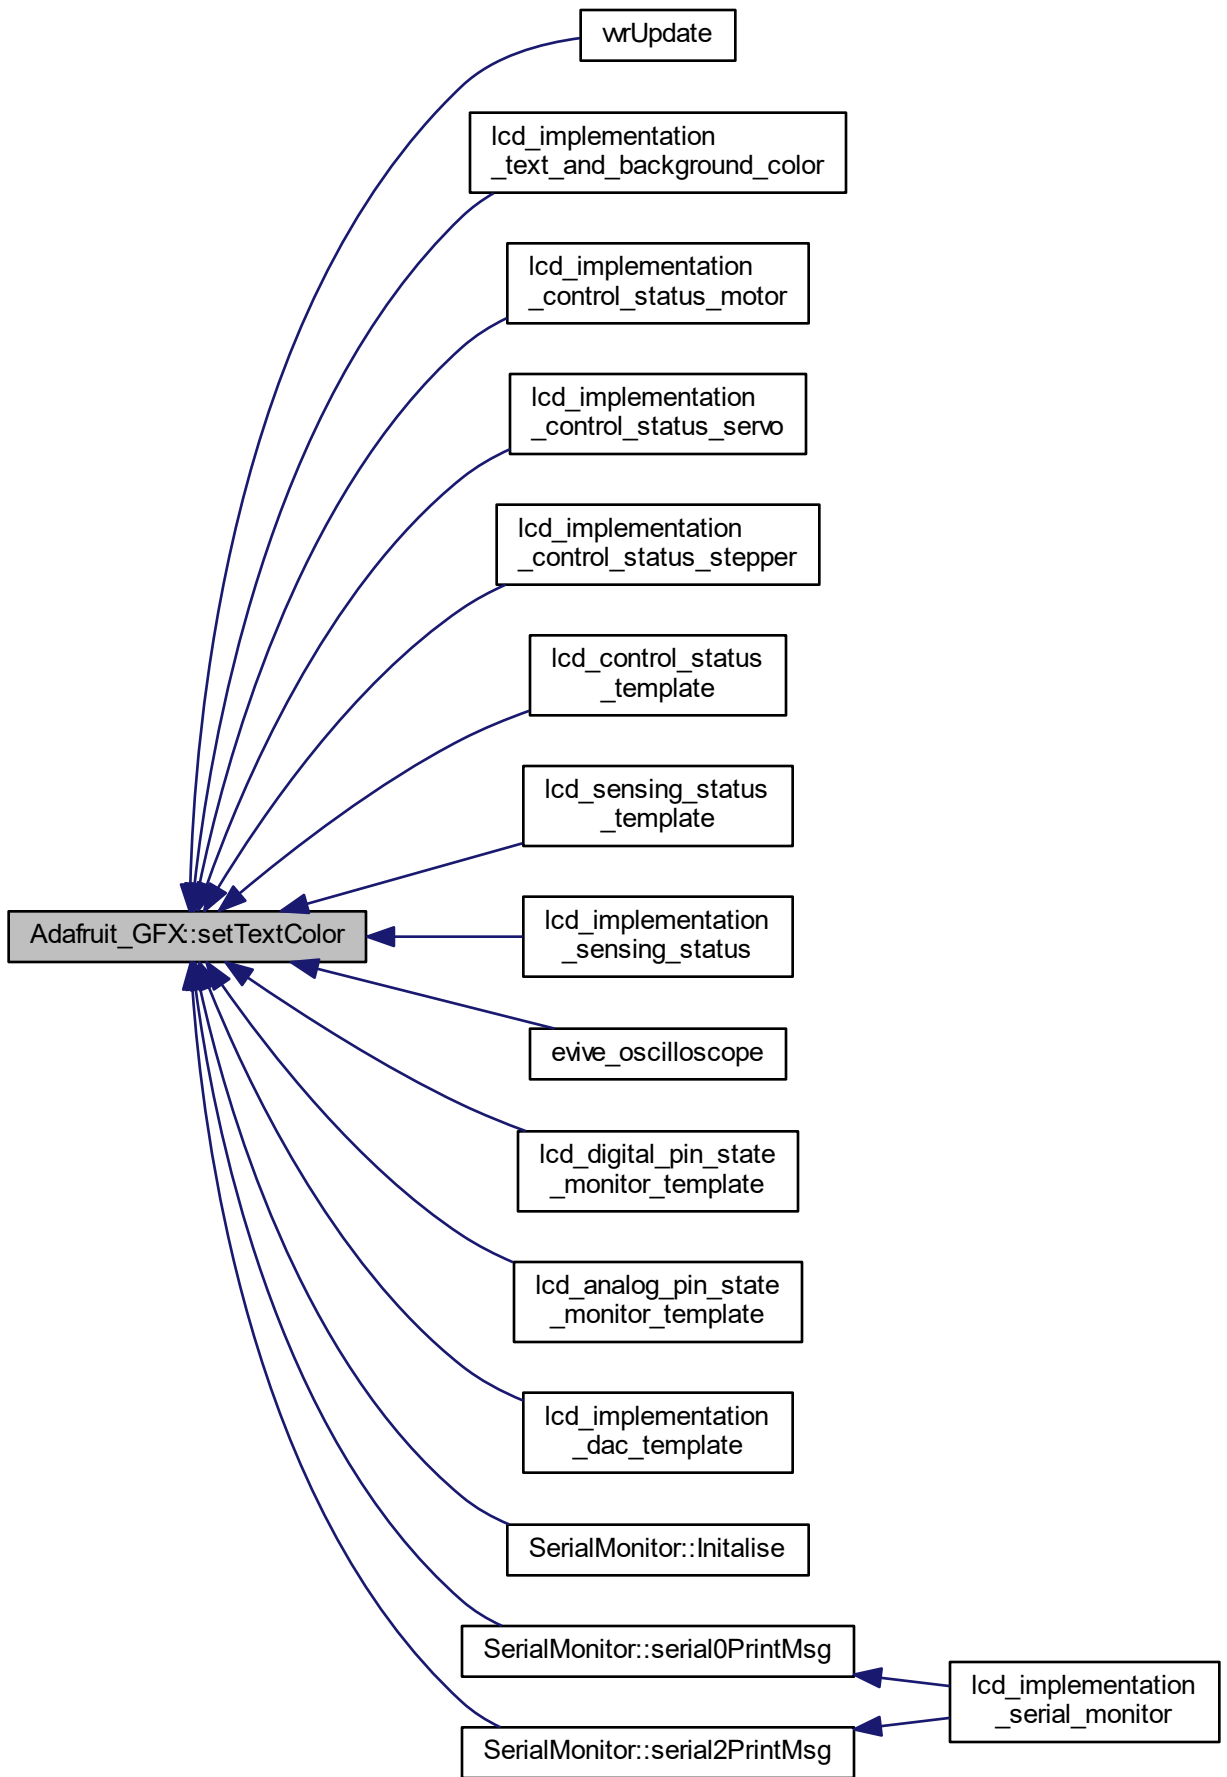 wrUpdate
lcd_implementation
_text_and_background_color
lcd_implementation
_control_status_motor
lcd_implementation
_control_status_servo
lcd_implementation
_control_status_stepper
lcd_control_status
_template
lcd_sensing_status
_template
Adafruit_GFX::setTextColor
lcd_implementation
_sensing_status
evive_oscilloscope
lcd_digital_pin_state
_monitor_template
lcd_analog_pin_state
_monitor_template
lcd_implementation
_dac_template
SerialMonitor::Initalise
SerialMonitor::serial0PrintMsg
lcd_implementation
_serial_monitor
SerialMonitor::serial2PrintMsg